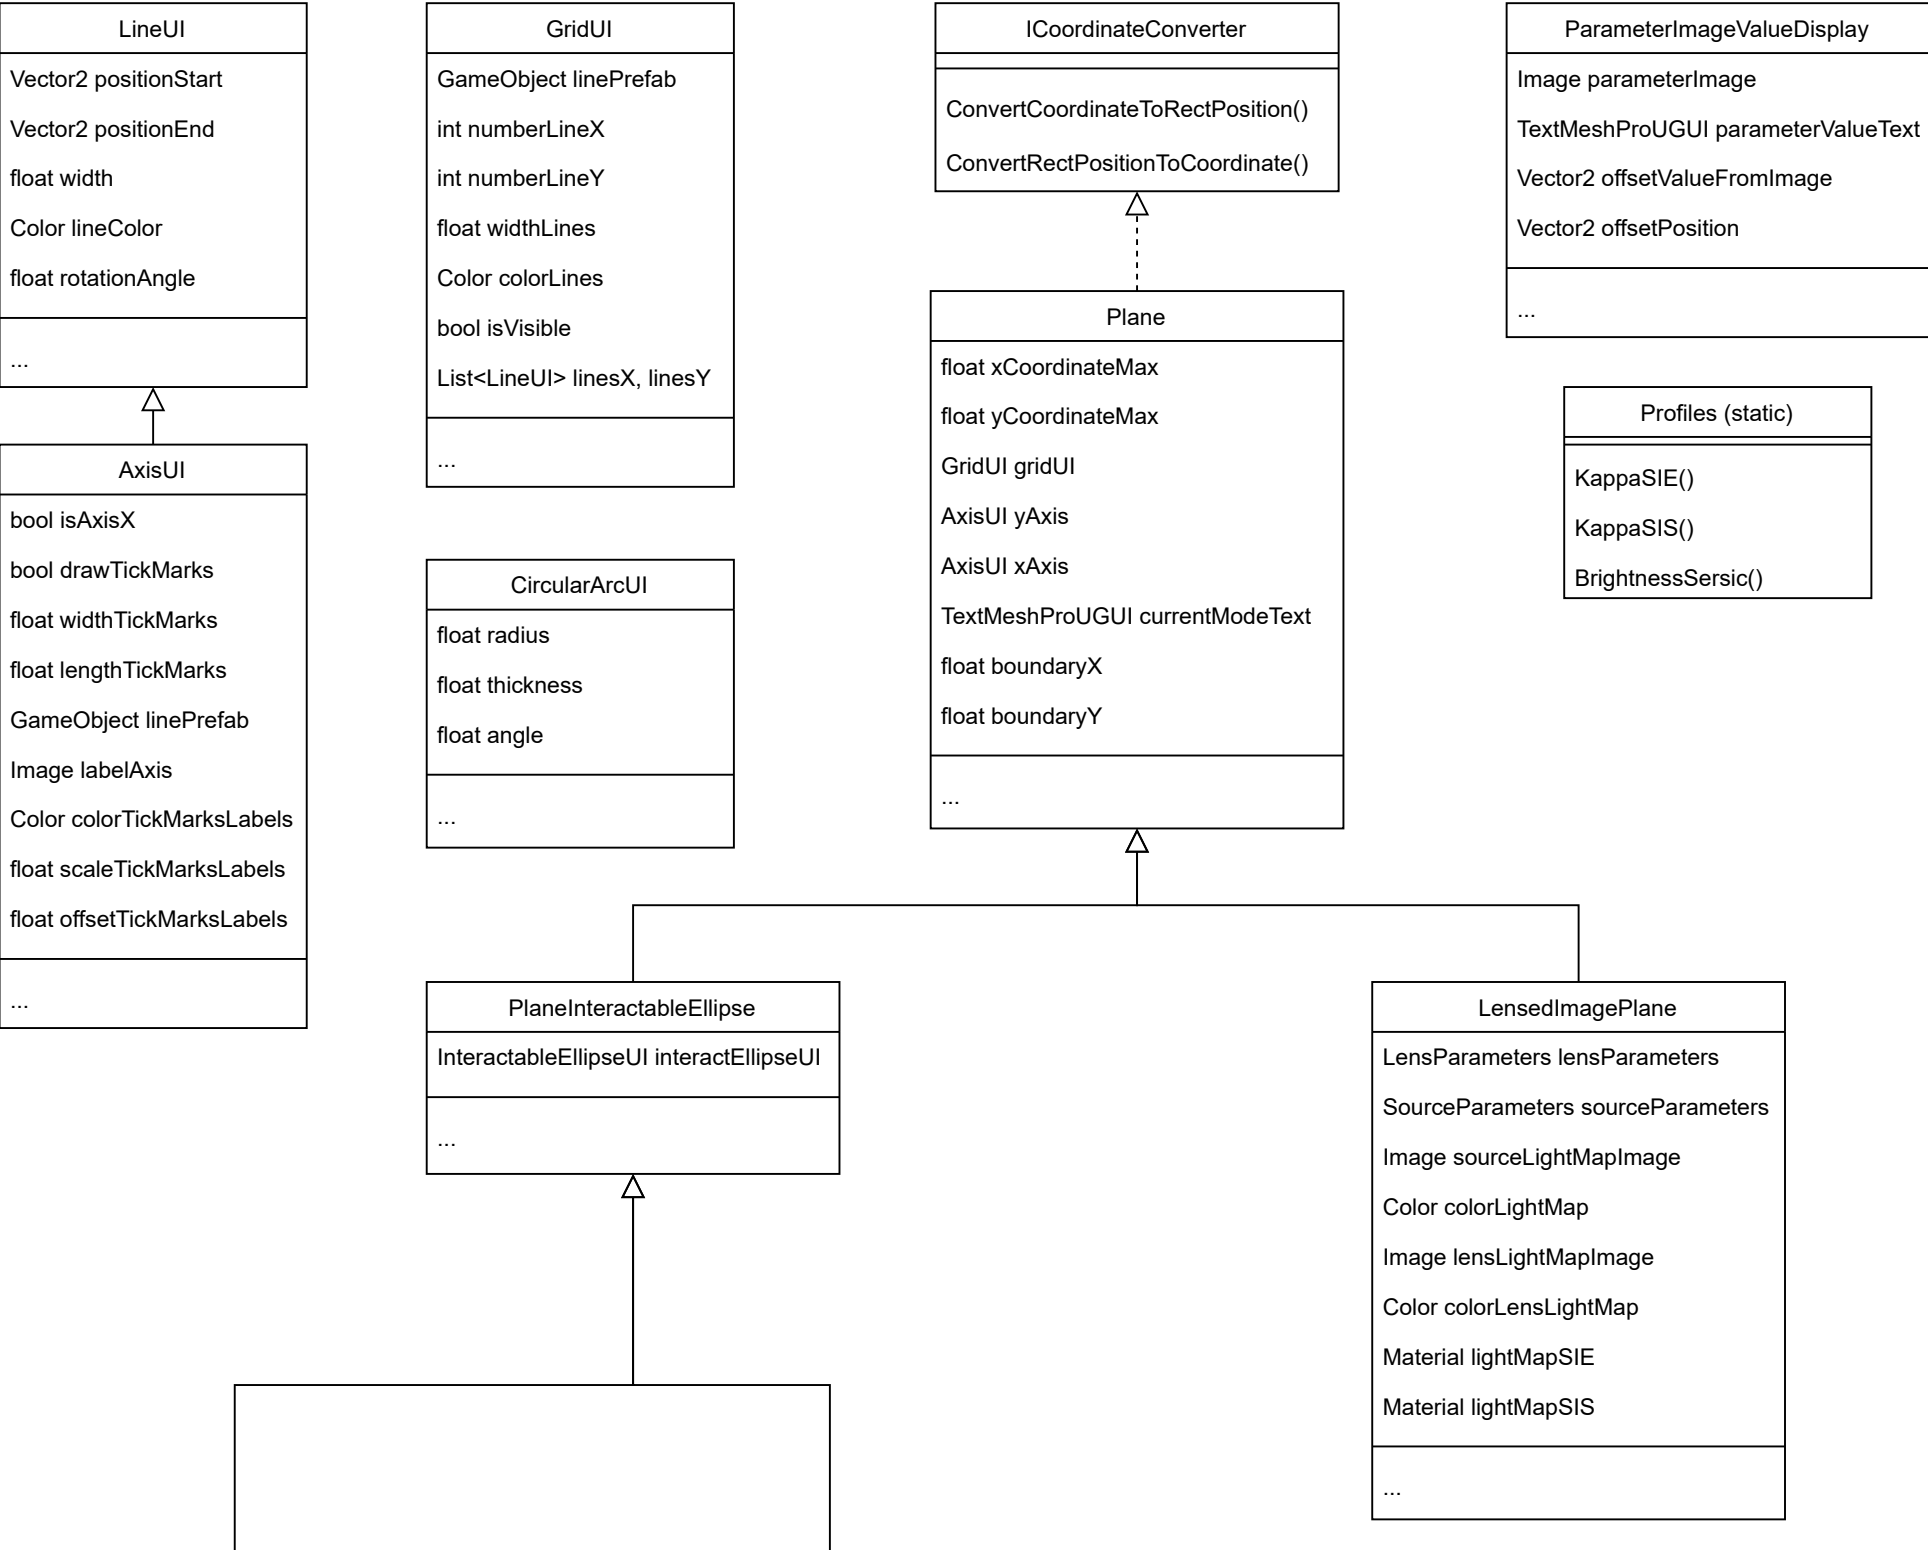 LineUI
Vector2 positionStart
Vector2 positionEnd
float width
Color lineColor
float rotationAngle
...
AxisUI
bool isAxisX
bool drawTickMarks
float widthTickMarks
float lengthTickMarks
GameObject linePrefab
Image labelAxis
Color colorTickMarksLabels
float scaleTickMarksLabels
float offsetTickMarksLabels
...
GridUI
GameObject linePrefab
int numberLineX
int numberLineY
float widthLines
Color colorLines
bool isVisible
List<LineUI> linesX, linesY
...
CircularArcUI
float radius
float thickness
float angle
...
ICoordinateConverter
ConvertCoordinateToRectPosition()
ConvertRectPositionToCoordinate()
Plane
float xCoordinateMax
float yCoordinateMax
GridUI gridUI
AxisUI yAxis
AxisUI xAxis
TextMeshProUGUI currentModeText
float boundaryX
float boundaryY
...
ParameterImageValueDisplay
Image parameterImage
TextMeshProUGUI parameterValueText
Vector2 offsetValueFromImage
Vector2 offsetPosition
...
Profiles (static)
KappaSIE()
KappaSIS()
BrightnessSersic()
PlaneInteractableEllipse
InteractableEllipseUI interactEllipseUI
...
LensedImagePlane
LensParameters lensParameters
SourceParameters sourceParameters
Image sourceLightMapImage
Color colorLightMap
Image lensLightMapImage
Color colorLensLightMap
Material lightMapSIE
Material lightMapSIS
...